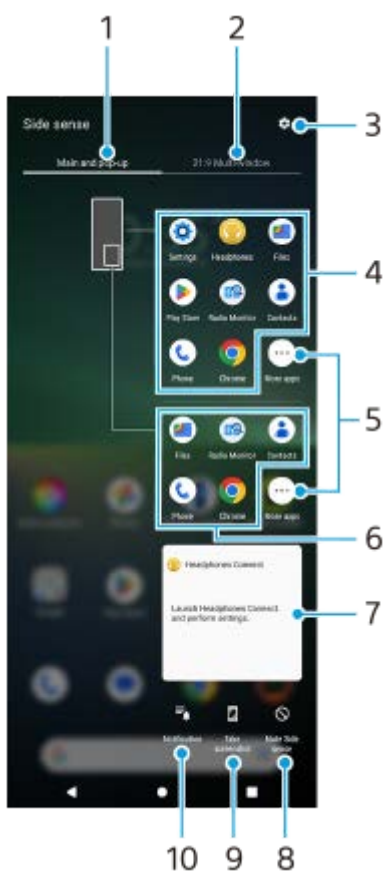 1
2
Side sense
3
Main and pop-up
21:9 Multi-window
Settings
Headphones
Files
4
Play Store
Radio Monitor
Contacts
Phone
Chrome
More apps
5
Files
Radio Monitor
Contacts
Phone
Chrome
More apps
6
Headphones Connect
Launch Headphones Connect
and perform settings.
7
Notification
Take
screenshot
Mute Side
sense
10
9
8